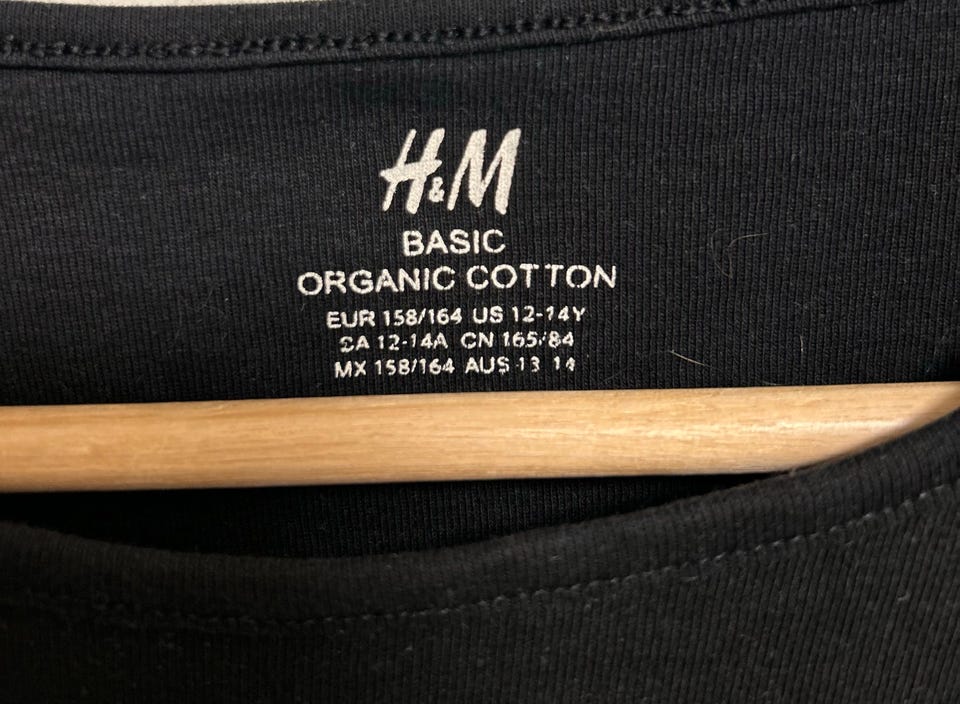 H&M
BASIC
ORGANIC COTTON
EUR 158/164 US 12-14Y
CA 12-14A CN 165/84
MX 158/164 AUS 13-14